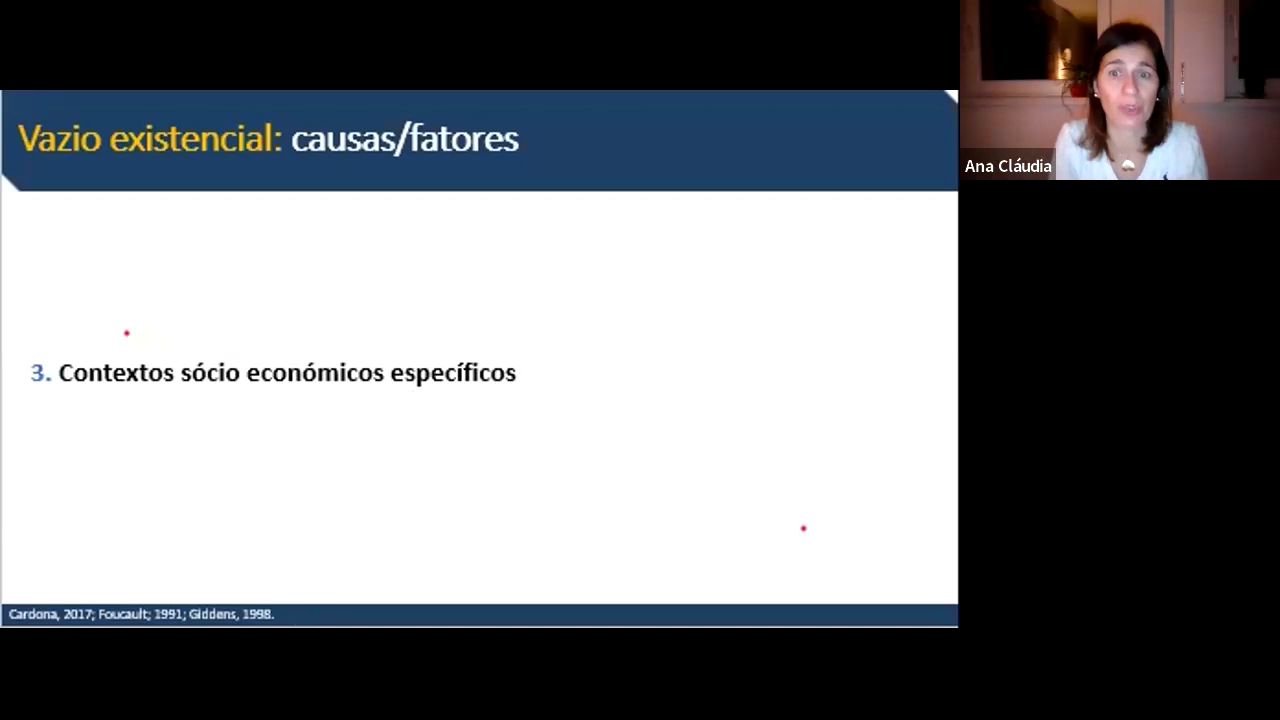 Vazio existencial: causas/fatores
Ana Cláudia
3. Contextos sócio económicos específicos
Cardona, 2017; Foucault; 1991; Giddens, 1998.